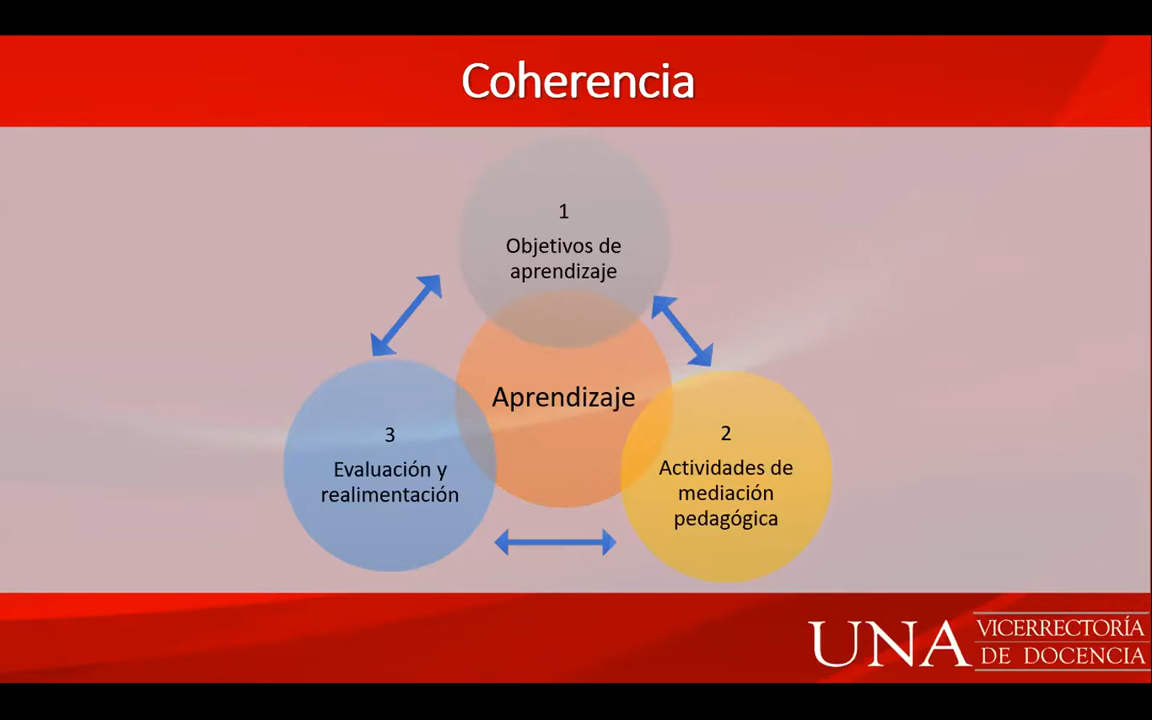 Coherencia
1
Objetivos de
aprendizaje
Aprendizaje
3
Evaluación y
realimentación
2
Actividades de
mediación
pedagógica
UNA
VICERRECTORÍA
DE DOCENCIA